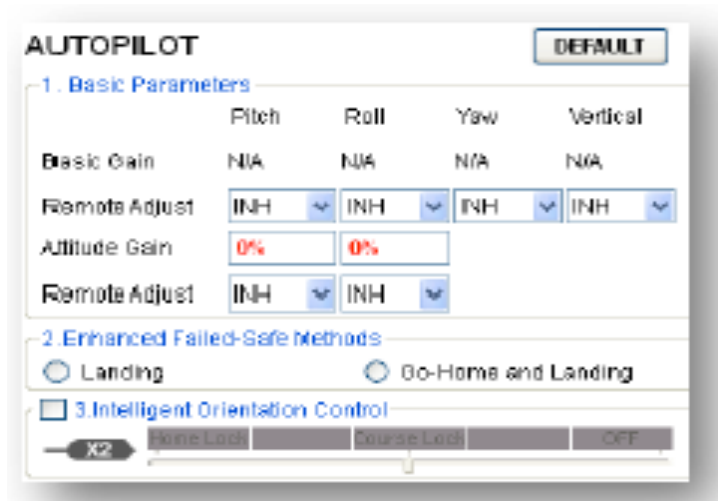 AUTOPILOT DEFAULT
1. Basic Parameters
Pitch Roll Yaw Vertical
Basic Gain N/A N/A N/A N/A
Remote Adjust INH INH INH INH
Attitude Gain 0% 0%
Remote Adjust INH INH
2.Enhanced Failed-Safe Methods
Landing Go-Home and Landing
3.Intelligent Orientation Control
X2 Home Lock Course Lock OFF